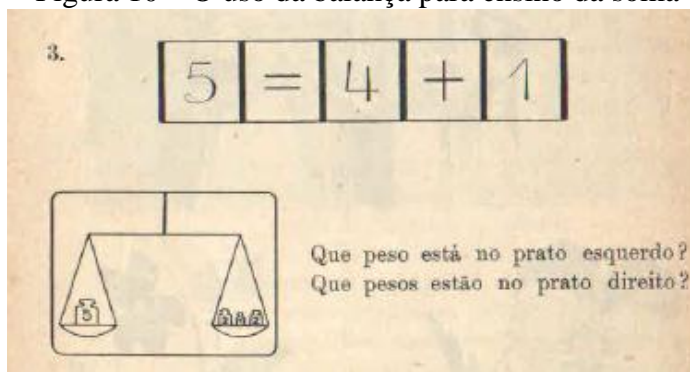 Figura 10 – O uso da balança para ensino da soma
3.
5 = 4 + 1
Que peso está no prato esquerdo?
Que pesos estão no prato direito?
5